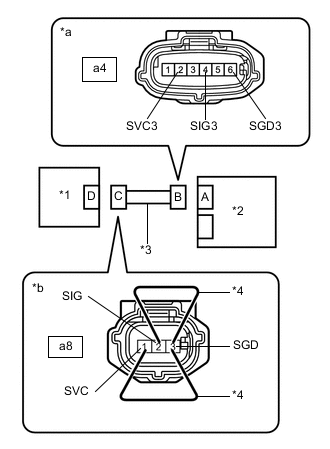 *a
a4
1 2 3 4 5 6
SVC3 SIG3 SGD3
*1 D C B A *2
*3
*b
SIG *4
a8
1 2 3 SGD
SVC *4